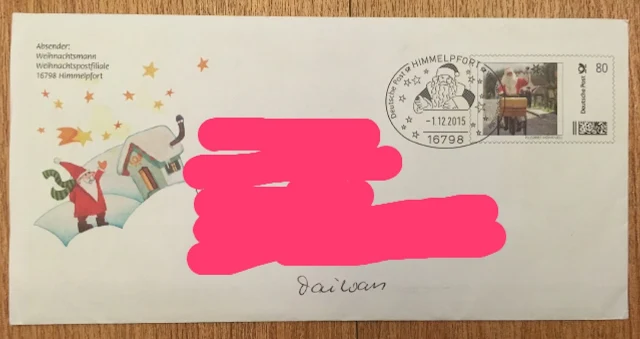 Absender:
Weihnachtsmann
Weihnachtspostfiliale
16798 Himmelpfort
Deutsche Post HIMMELPFORT
-1.12.2015
16798
80
Deutsche Post
Daiwan